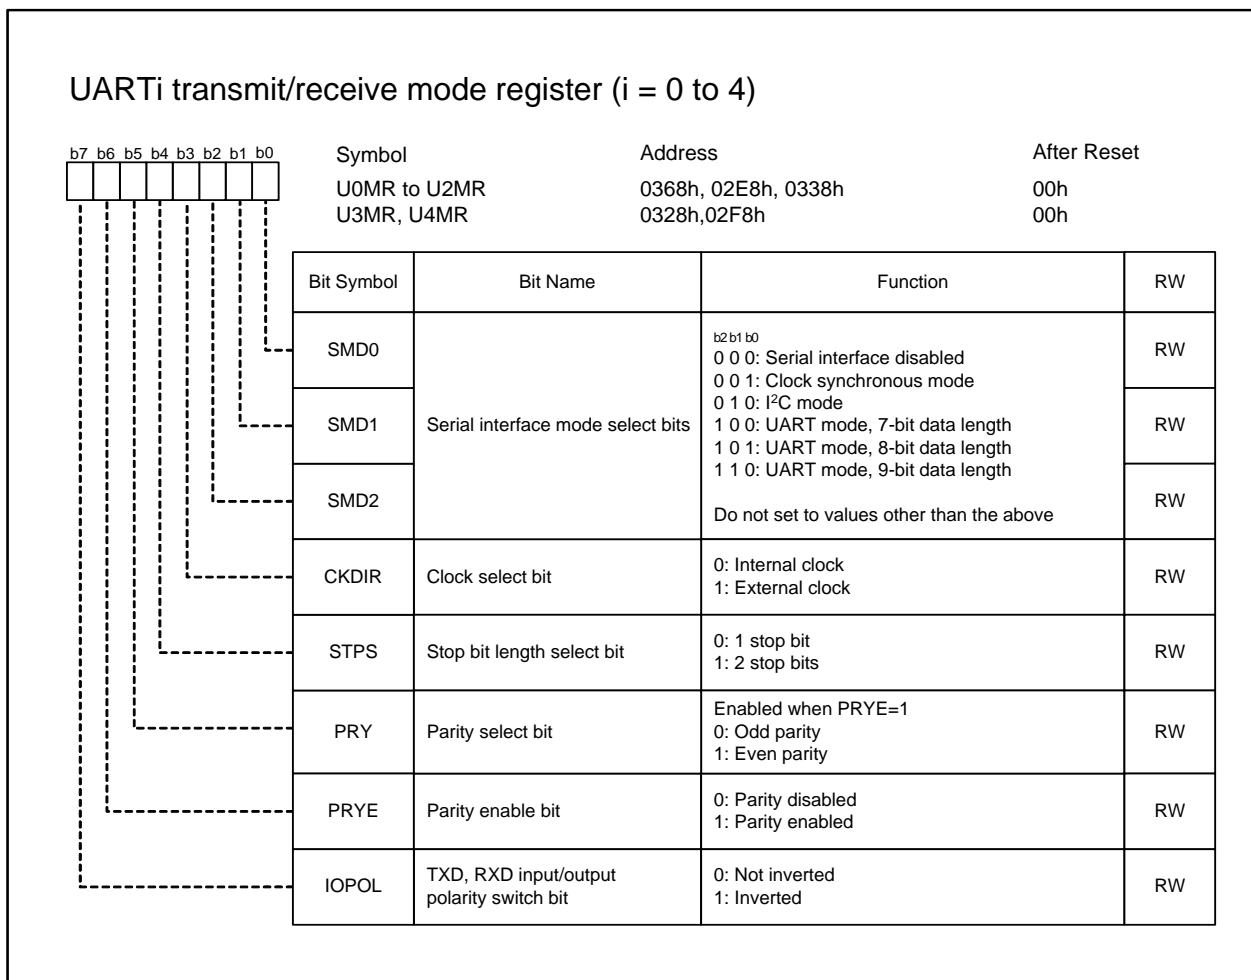 UARTi transmit/receive mode register (i = 0 to 4)
b7 b6 b5 b4 b3 b2 b1 b0
Symbol Address After Reset
U0MR to U2MR 0368h, 02E8h, 0338h 00h
U3MR, U4MR 0328h,02F8h 00h
Bit Symbol Bit Name Function RW
SMD0 RW
SMD1 Serial interface mode select bits RW
SMD2 RW
b2 b1 b0
0 0 0: Serial interface disabled
0 0 1: Clock synchronous mode
0 1 0: I²C mode
1 0 0: UART mode, 7-bit data length
1 0 1: UART mode, 8-bit data length
1 1 0: UART mode, 9-bit data length
Do not set to values other than the above
CKDIR Clock select bit 0: Internal clock RW
1: External clock
STPS Stop bit length select bit 0: 1 stop bit RW
1: 2 stop bits
PRY Parity select bit Enabled when PRYE=1 RW
0: Odd parity
1: Even parity
PRYE Parity enable bit 0: Parity disabled RW
1: Parity enabled
IOPOL TXD, RXD input/output 0: Not inverted RW
polarity switch bit 1: Inverted